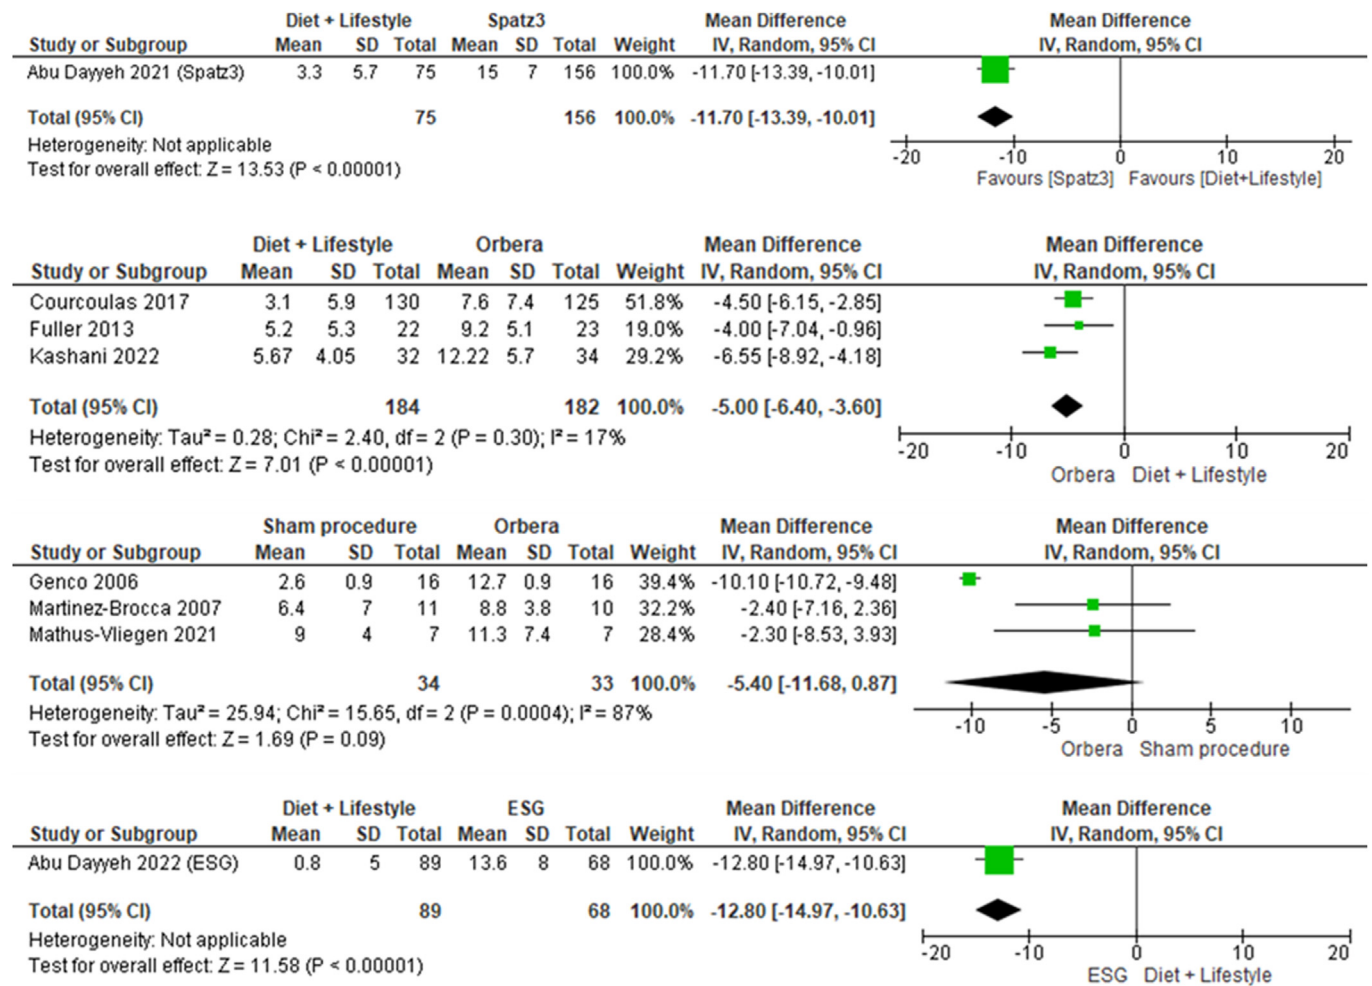 Diet + Lifestyle Spatz3 Mean Difference Mean Difference
Study or Subgroup Mean SD Total Mean SD Total Weight IV, Random, 95% CI IV, Random, 95% CI
Abu Dayyeh 2021 (Spatz3) 3.3 5.7 75 15 7 156 100.0% -11.70 [-13.39, -10.01]
Total (95% CI) 75 156 100.0% -11.70 [-13.39, -10.01]
Heterogeneity: Not applicable
Test for overall effect: Z = 13.53 (P < 0.00001)
-20 -10 0 10 20
Favours [Spatz3] Favours [Diet+Lifestyle]
Diet + Lifestyle Orbera Mean Difference Mean Difference
Study or Subgroup Mean SD Total Mean SD Total Weight IV, Random, 95% CI IV, Random, 95% CI
Courcoulas 2017 3.1 5.9 130 7.6 7.4 125 51.8% -4.50 [-6.15, -2.85]
Fuller 2013 5.2 5.3 22 9.2 5.1 23 19.0% -4.00 [-7.04, -0.96]
Kashani 2022 5.67 4.05 32 12.22 5.7 34 29.2% -6.55 [-8.92, -4.18]
Total (95% CI) 184 182 100.0% -5.00 [-6.40, -3.60]
Heterogeneity: Tau² = 0.28; Chi² = 2.40, df = 2 (P = 0.30); I² = 17%
Test for overall effect: Z = 7.01 (P < 0.00001)
-20 -10 0 10 20
Orbera Diet + Lifestyle
Sham procedure Orbera Mean Difference Mean Difference
Study or Subgroup Mean SD Total Mean SD Total Weight IV, Random, 95% CI IV, Random, 95% CI
Genco 2006 2.6 0.9 16 12.7 0.9 16 39.4% -10.10 [-10.72, -9.48]
Martinez-Brocca 2007 6.4 7 11 8.8 3.8 10 32.2% -2.40 [-7.16, 2.36]
Mathus-Vliegen 2021 9 4 7 11.3 7.4 7 28.4% -2.30 [-8.53, 3.93]
Total (95% CI) 34 33 100.0% -5.40 [-11.68, 0.87]
Heterogeneity: Tau² = 25.94; Chi² = 15.65, df = 2 (P = 0.0004); I² = 87%
Test for overall effect: Z = 1.69 (P = 0.09)
-10 -5 0 5 10
Orbera Sham procedure
Diet + Lifestyle ESG Mean Difference Mean Difference
Study or Subgroup Mean SD Total Mean SD Total Weight IV, Random, 95% CI IV, Random, 95% CI
Abu Dayyeh 2022 (ESG) 0.8 5 89 13.6 8 68 100.0% -12.80 [-14.97, -10.63]
Total (95% CI) 89 68 100.0% -12.80 [-14.97, -10.63]
Heterogeneity: Not applicable
Test for overall effect: Z = 11.58 (P < 0.00001)
-20 -10 0 10 20
ESG Diet + Lifestyle